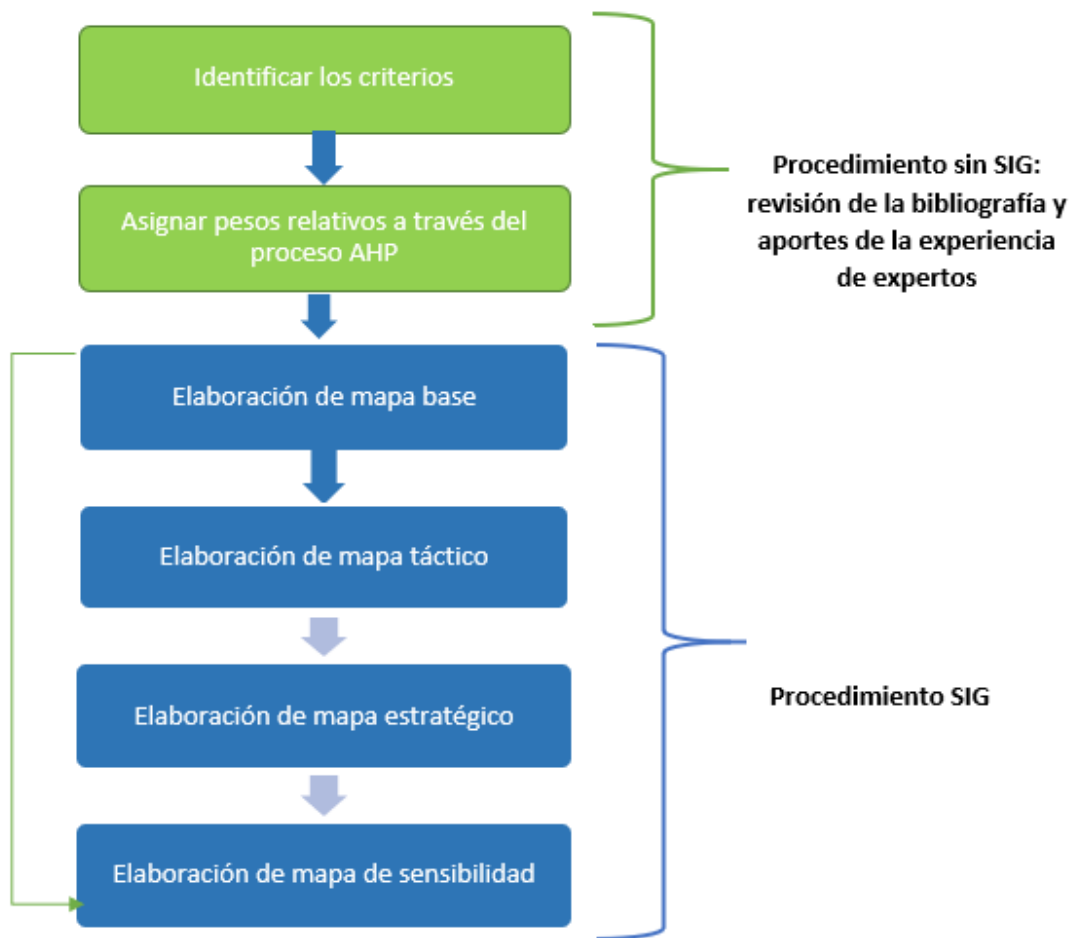 Identificar los criterios
Asignar pesos relativos a través del
proceso AHP
Procedimiento sin SIG:
revisión de la bibliografía y
aportes de la experiencia
de expertos
Elaboración de mapa base
Elaboración de mapa táctico
Elaboración de mapa estratégico
Elaboración de mapa de sensibilidad
Procedimiento SIG